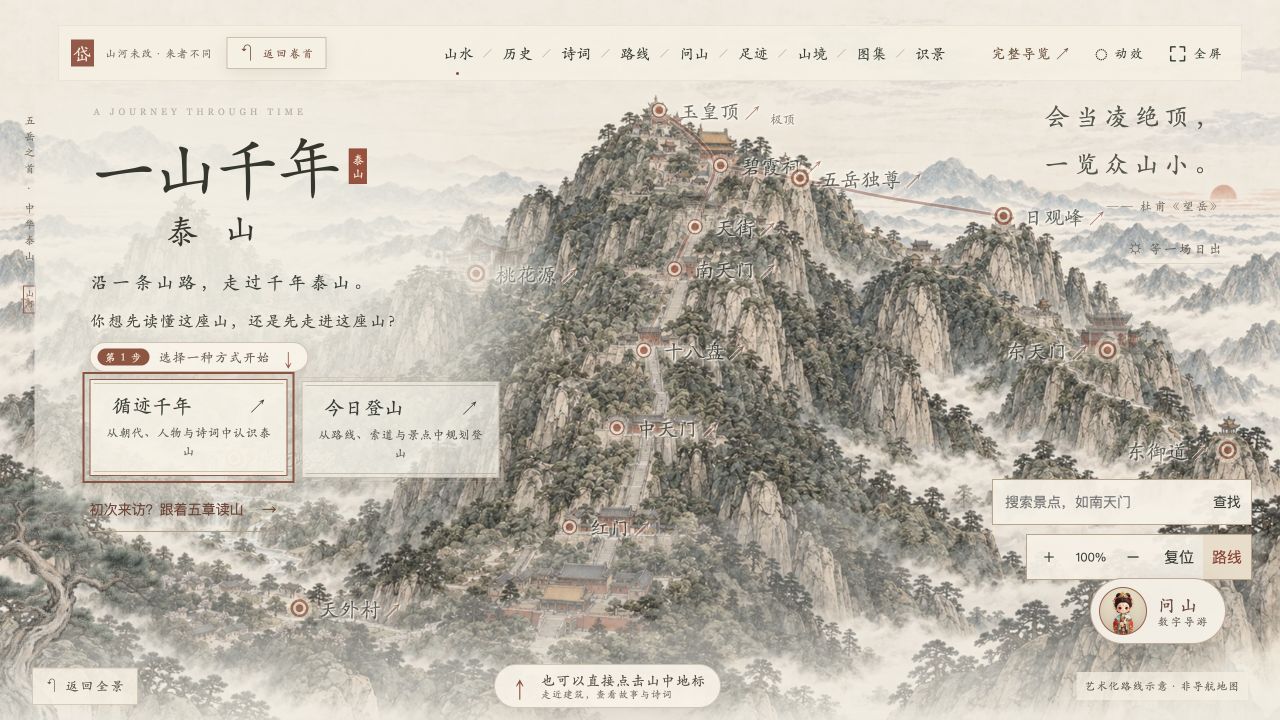 岱
山河未改 · 来者不同
返回卷首
山水 / 历史 / 诗词 / 路线 / 问山 / 足迹 / 山境 / 图集 / 识景
完整导览
动效
全屏
A JOURNEY THROUGH TIME
一山千年
泰山
泰山
沿一条山路，走过千年泰山。
你想先读懂这座山，还是先走进这座山？
第 1 步
选择一种方式开始
循迹千年
从朝代、人物与诗词中认识泰
山
今日登山
从路线、索道与景点中规划登
山
初次来访？跟着五章读山
五岳之首 · 中华泰山
玉皇顶
极顶
碧霞祠
五岳独尊
日观峰
天街
南天门
桃花源
十八盘
东天门
中天门
东御道
红门
天外村
会当凌绝顶，
一览众山小。
—— 杜甫《望岳》
等一场日出
搜索景点，如南天门
查找
+ 100% − 复位 路线
问山
数字导游
返回全景
也可以直接点击山中地标
走近建筑，查看故事与诗词
艺术化路线示意 · 非导航地图